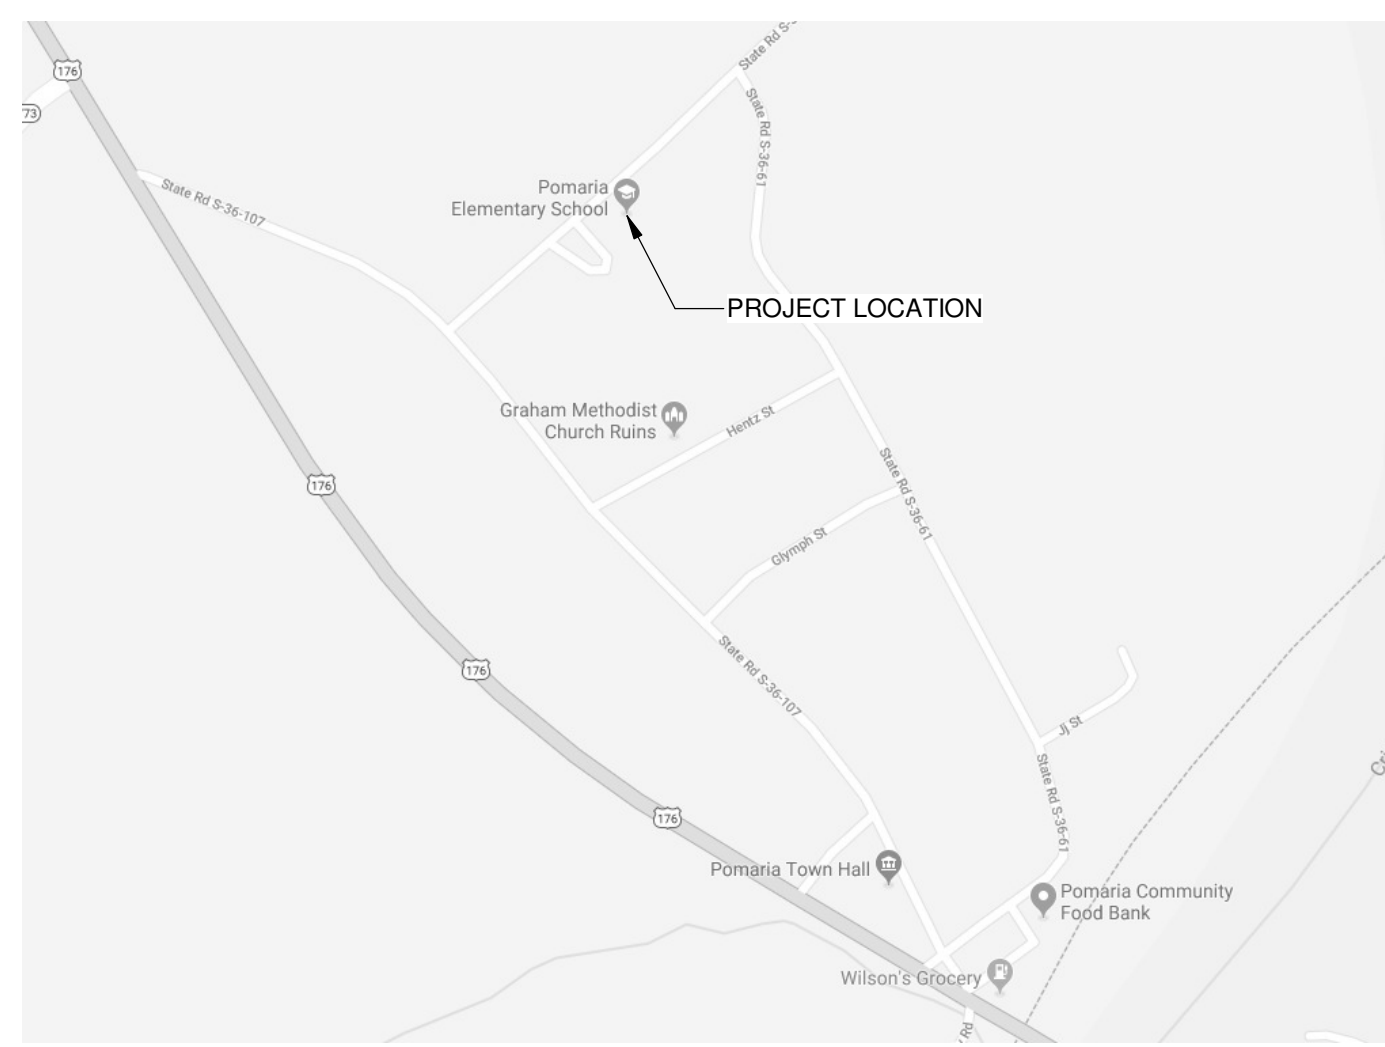 State Rd S-
176
73
State Rd S-36-61
State Rd S-36-107
Pomaria
Elementary School
PROJECT LOCATION
Graham Methodist
Church Ruins
Hentz St
176
State Rd S-36-61
Glymph St
State Rd S-36-107
176
Jj St
State Rd S-36-61
176
Pomaria Town Hall
Pomaria Community
Food Bank
Wilson's Grocery
Rd